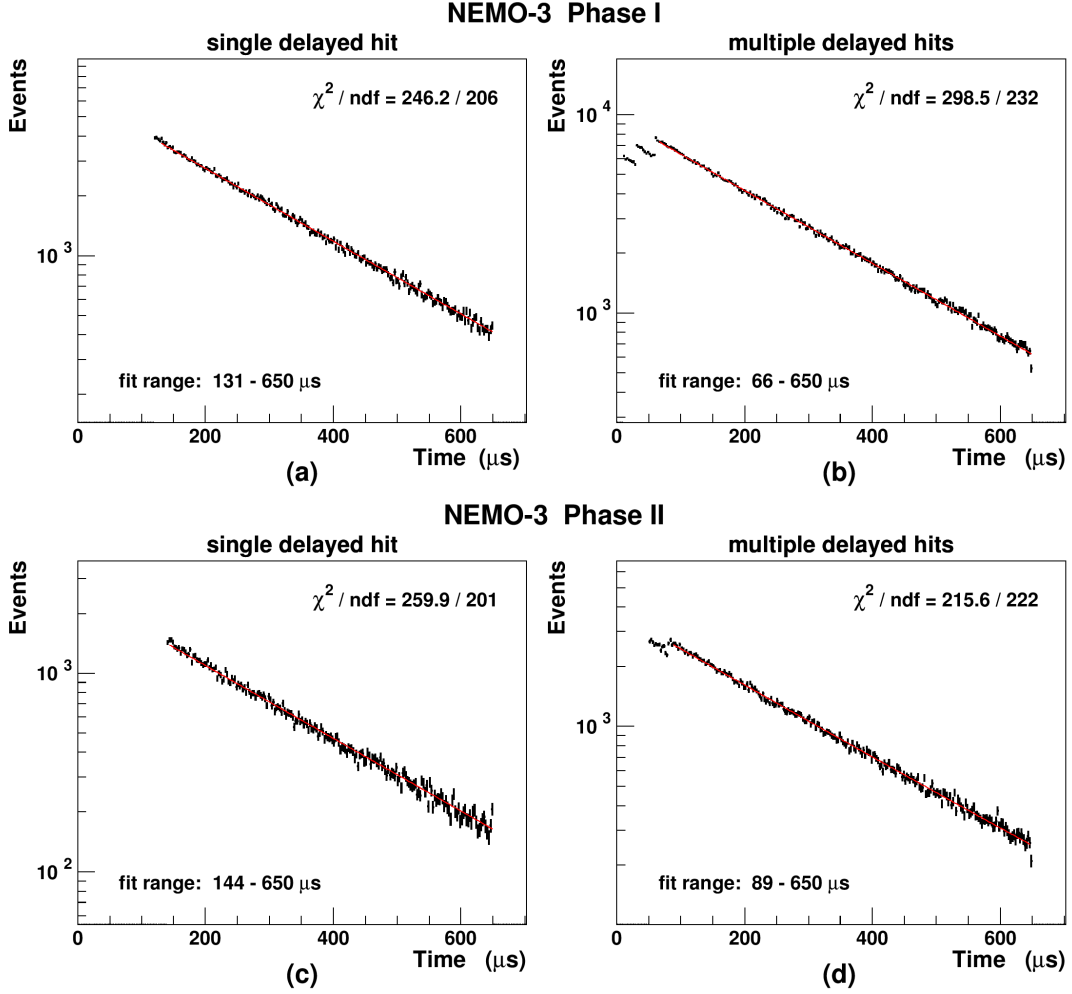 NEMO-3 Phase I
single delayed hit
Events
χ² / ndf = 246.2 / 206
10³
fit range: 131 - 650 μs
0 200 400 600
Time (μs)
(a)
multiple delayed hits
Events
χ² / ndf = 298.5 / 232
10⁴
10³
fit range: 66 - 650 μs
0 200 400 600
Time (μs)
(b)
NEMO-3 Phase II
single delayed hit
Events
χ² / ndf = 259.9 / 201
10³
10²
fit range: 144 - 650 μs
0 200 400 600
Time (μs)
(c)
multiple delayed hits
Events
χ² / ndf = 215.6 / 222
10³
fit range: 89 - 650 μs
0 200 400 600
Time (μs)
(d)